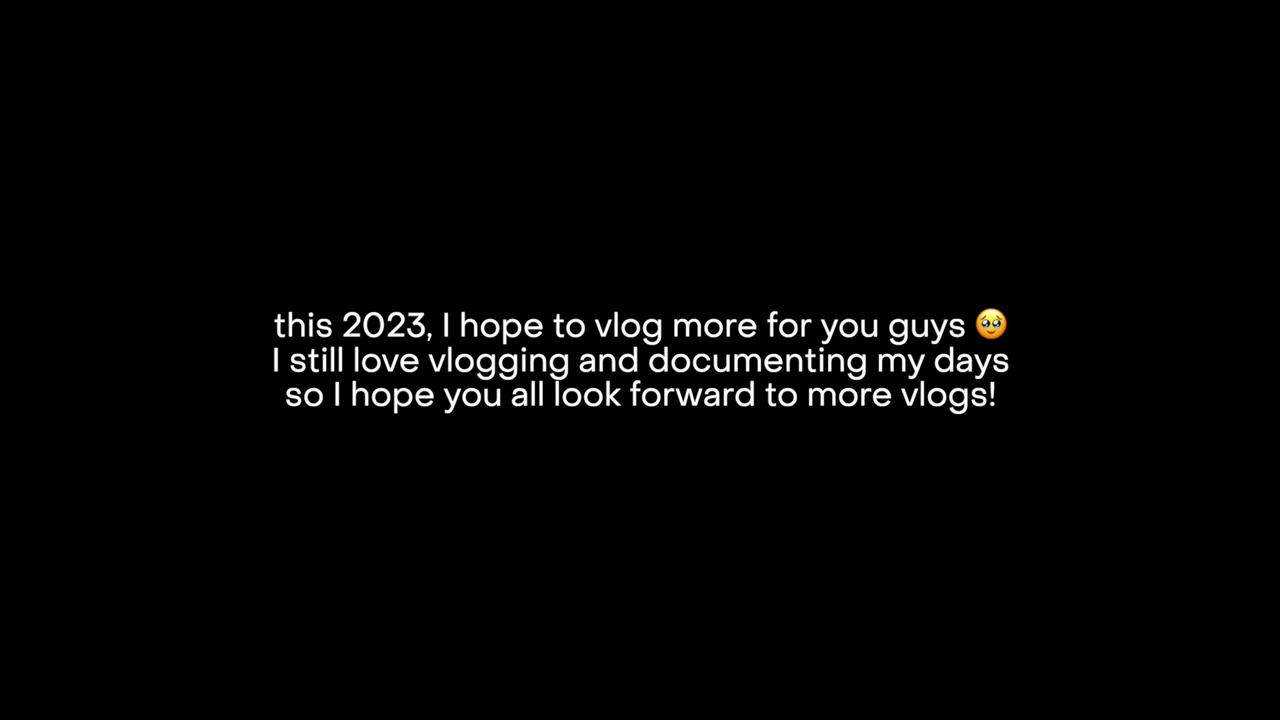 this 2023, I hope to vlog more for you guys 🥹
I still love vlogging and documenting my days
so I hope you all look forward to more vlogs!